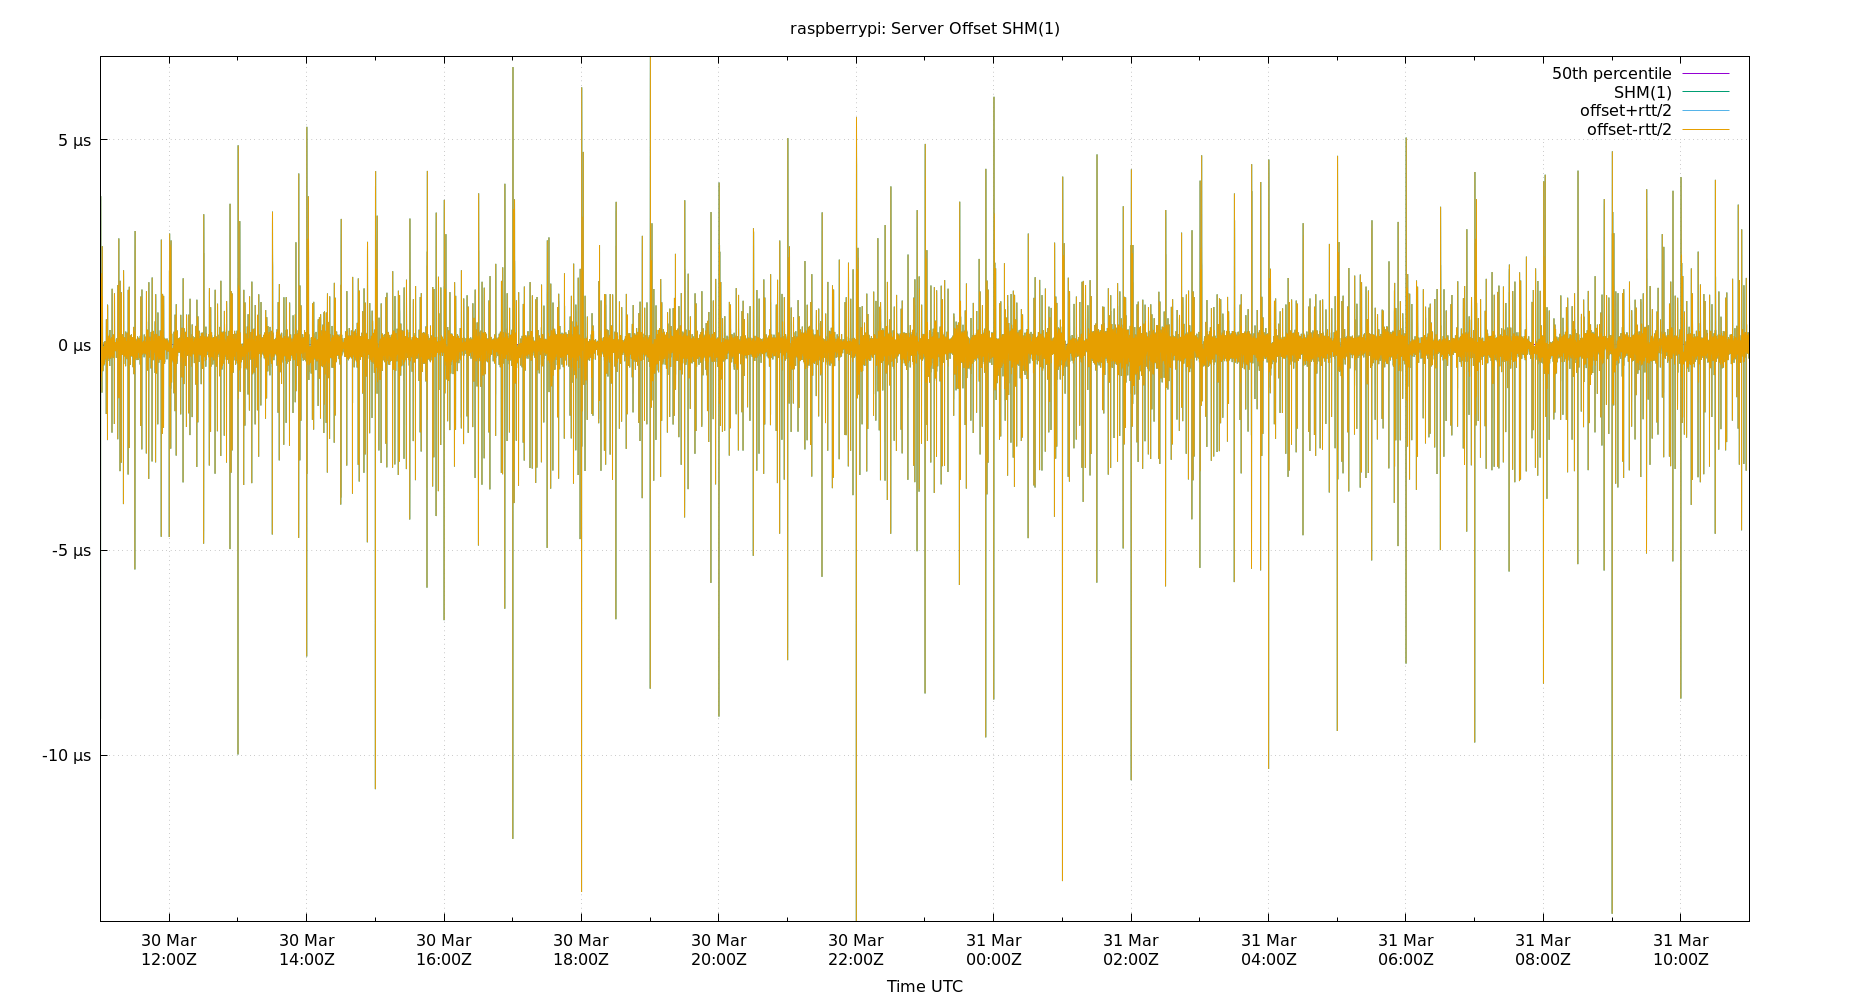 raspberrypi: Server Offset SHM(1)
50th percentile
SHM(1)
offset+rtt/2
offset-rtt/2
5 µs
0 µs
-5 µs
-10 µs
30 Mar 30 Mar 30 Mar 30 Mar 30 Mar 30 Mar 31 Mar 31 Mar 31 Mar 31 Mar 31 Mar 31 Mar
12:00Z 14:00Z 16:00Z 18:00Z 20:00Z 22:00Z 00:00Z 02:00Z 04:00Z 06:00Z 08:00Z 10:00Z
Time UTC